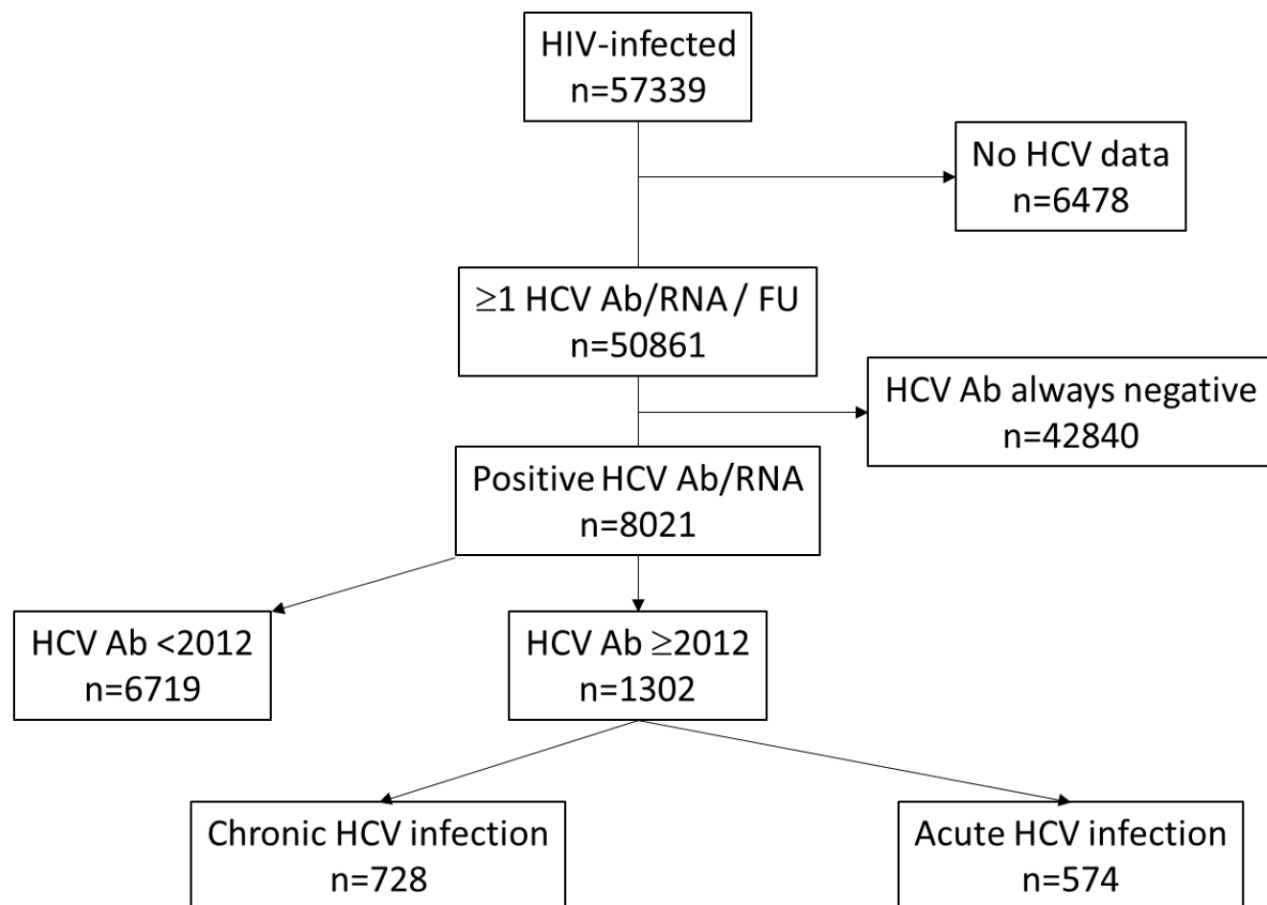 HIV-infected
n=57339
No HCV data
n=6478
≥1 HCV Ab/RNA / FU
n=50861
HCV Ab always negative
n=42840
Positive HCV Ab/RNA
n=8021
HCV Ab <2012
n=6719
HCV Ab ≥2012
n=1302
Chronic HCV infection
n=728
Acute HCV infection
n=574